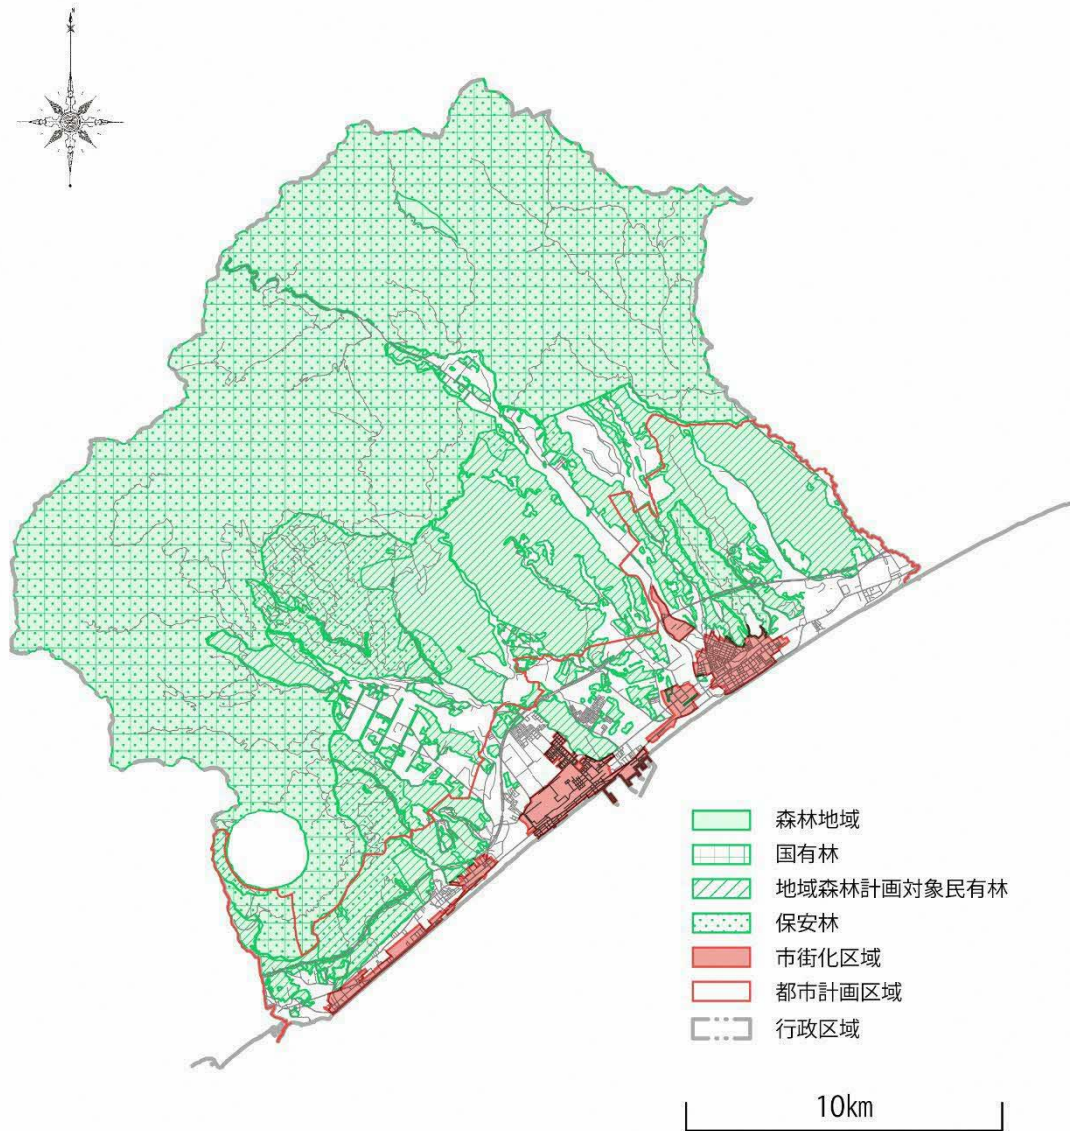 N
森林地域
国有林
地域森林計画対象民有林
保安林
市街化区域
都市計画区域
行政区域
10km